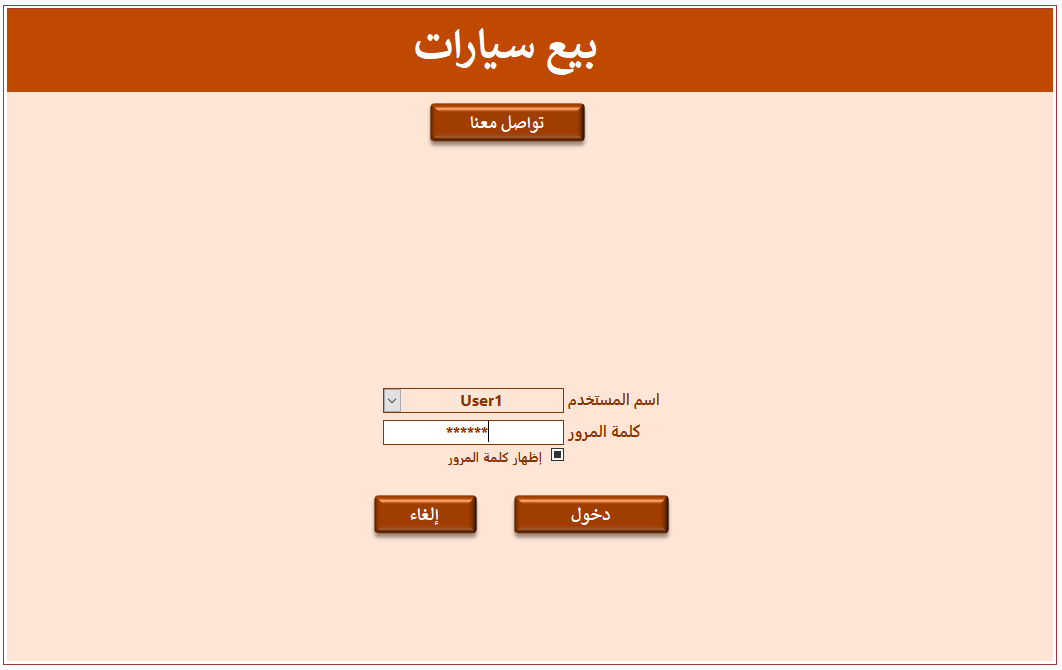 بيع سيارات
تواصل معنا
اسم المستخدم User1
كلمة المرور ******
إظهار كلمة المرور
دخول إلغاء